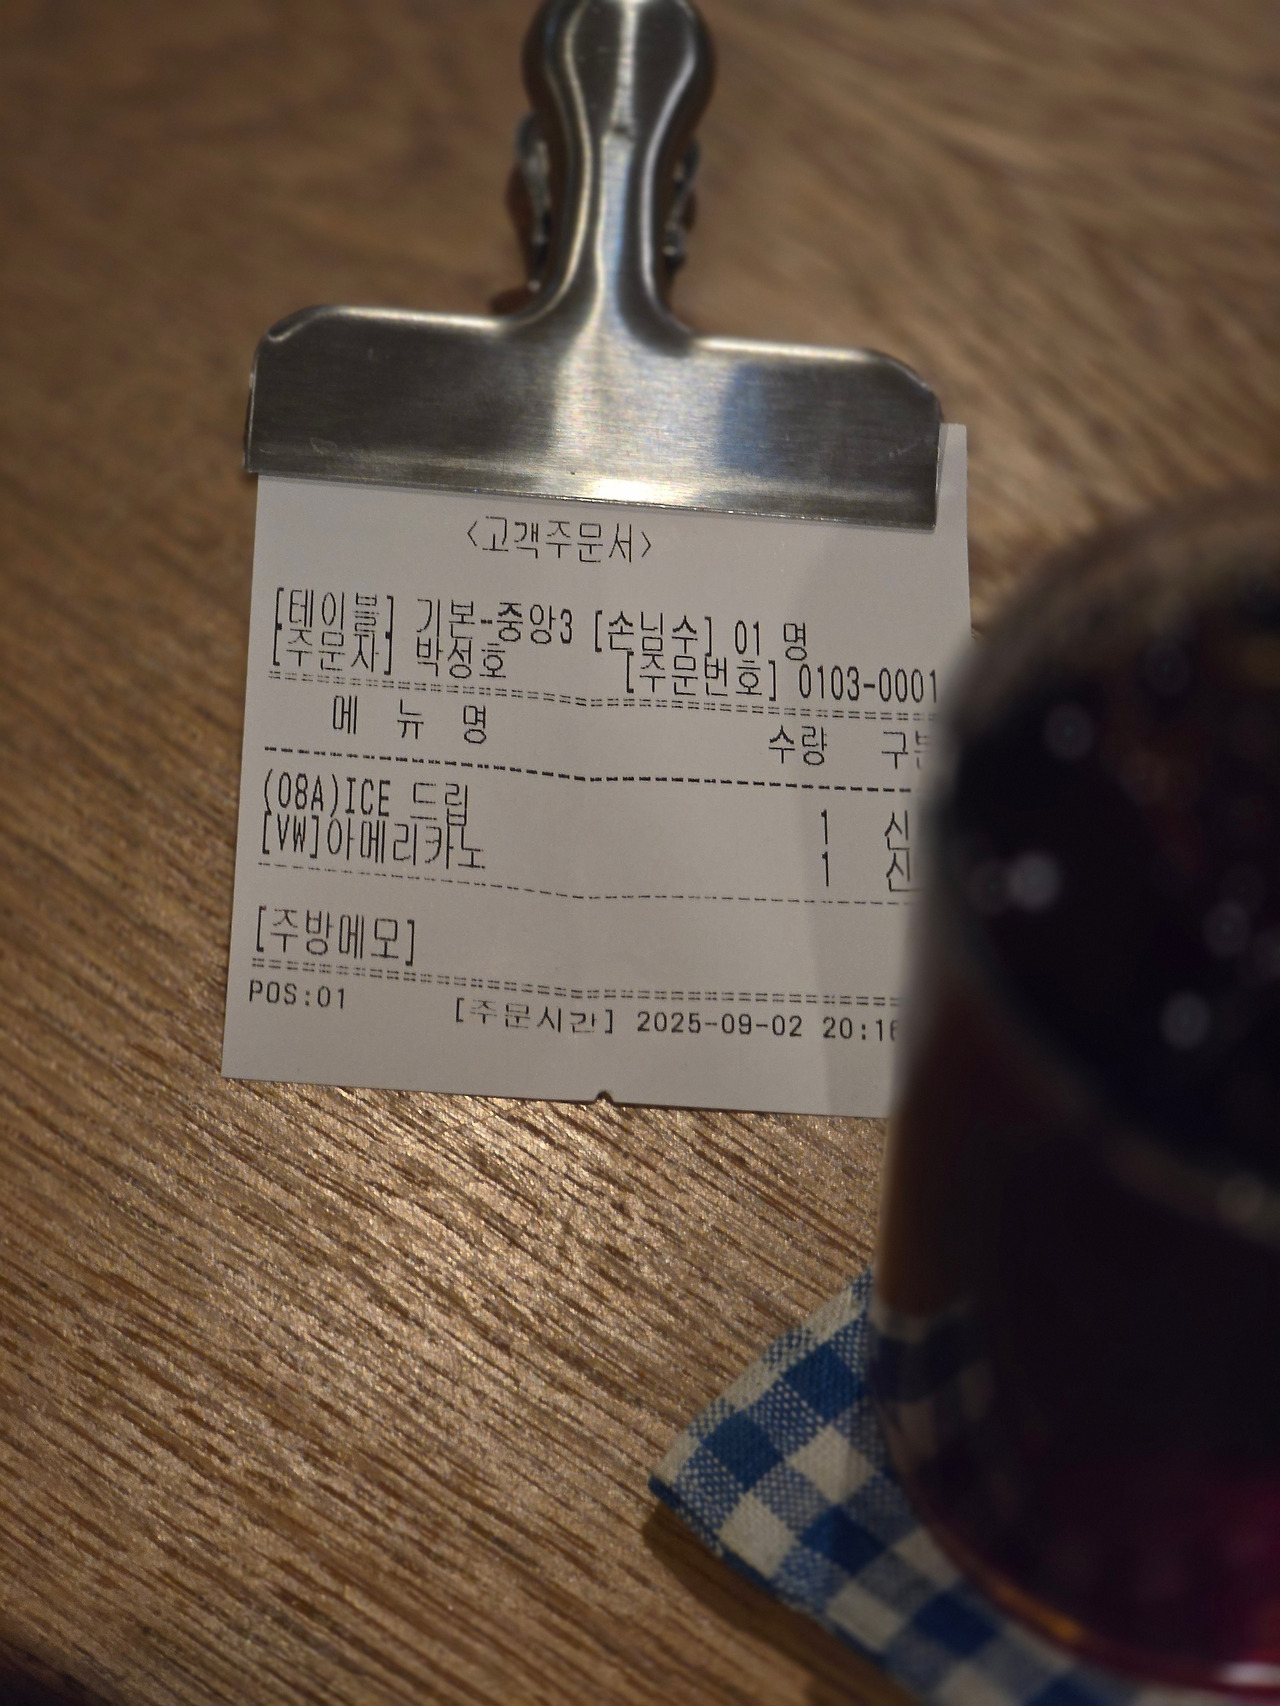 <고객주문서>
[테이블] 기본-중앙3 [손님수] 01 명
[주문자] 박성호 [주문번호] 0103-0001
메 뉴 명 수량
(08A)ICE 드립 1
[VW]아메리카노 1
[주방메모]
POS:01 [주문시간] 2025-09-02